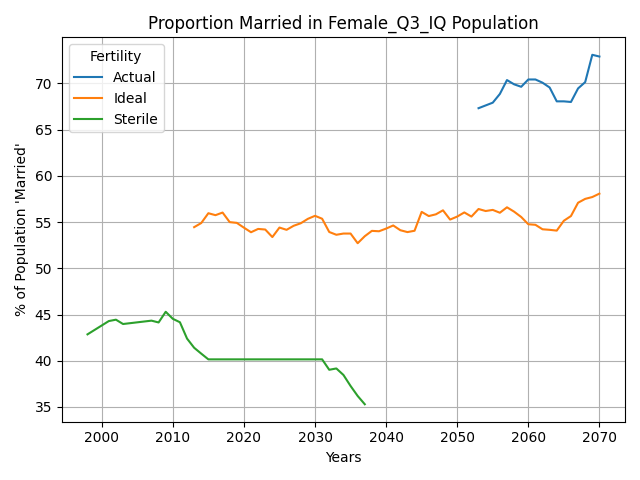 Proportion Married in Female_Q3_IQ Population
Fertility
Actual
Ideal
Sterile
% of Population 'Married'
70
65
60
55
50
45
40
35
2000 2010 2020 2030 2040 2050 2060 2070
Years